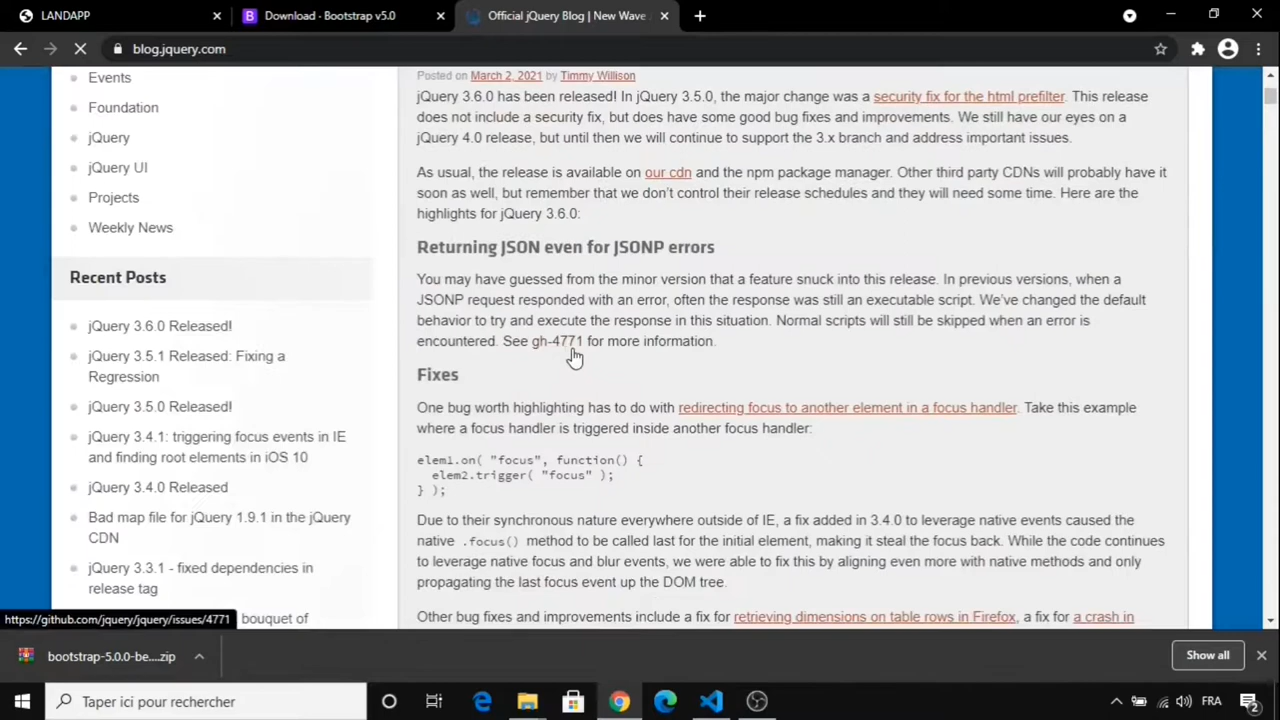 LANDAPP
Download - Bootstrap v5.0
Official jQuery Blog | New Wave
blog.jquery.com
Events
Foundation
jQuery
jQuery UI
Projects
Weekly News
Recent Posts
jQuery 3.6.0 Released!
jQuery 3.5.1 Released: Fixing a
Regression
jQuery 3.5.0 Released!
jQuery 3.4.1: triggering focus events in IE
and finding root elements in iOS 10
jQuery 3.4.0 Released
Bad map file for jQuery 1.9.1 in the jQuery
CDN
jQuery 3.3.1 - fixed dependencies in
release tag
bouquet of
Posted on March 2, 2021 by Timmy Willison
jQuery 3.6.0 has been released! In jQuery 3.5.0, the major change was a security fix for the html prefilter. This release
does not include a security fix, but does have some good bug fixes and improvements. We still have our eyes on a
jQuery 4.0 release, but until then we will continue to support the 3.x branch and address important issues.
As usual, the release is available on our cdn and the npm package manager. Other third party CDNs will probably have it
soon as well, but remember that we don't control their release schedules and they will need some time. Here are the
highlights for jQuery 3.6.0:
Returning JSON even for JSONP errors
You may have guessed from the minor version that a feature snuck into this release. In previous versions, when a
JSONP request responded with an error, often the response was still an executable script. We've changed the default
behavior to try and execute the response in this situation. Normal scripts will still be skipped when an error is
encountered. See gh-4771 for more information.
Fixes
One bug worth highlighting has to do with redirecting focus to another element in a focus handler. Take this example
where a focus handler is triggered inside another focus handler:
elem1.on( "focus", function() {
elem2.trigger( "focus" );
} );
Due to their synchronous nature everywhere outside of IE, a fix added in 3.4.0 to leverage native events caused the
native .focus() method to be called last for the initial element, making it steal the focus back. While the code continues
to leverage native focus and blur events, we were able to fix this by aligning even more with native methods and only
propagating the last focus event up the DOM tree.
Other bug fixes and improvements include a fix for retrieving dimensions on table rows in Firefox, a fix for a crash in
https://github.com/jquery/jquery/issues/4771
bootstrap-5.0.0-be....zip
Show all
Taper ici pour rechercher
FRA
2